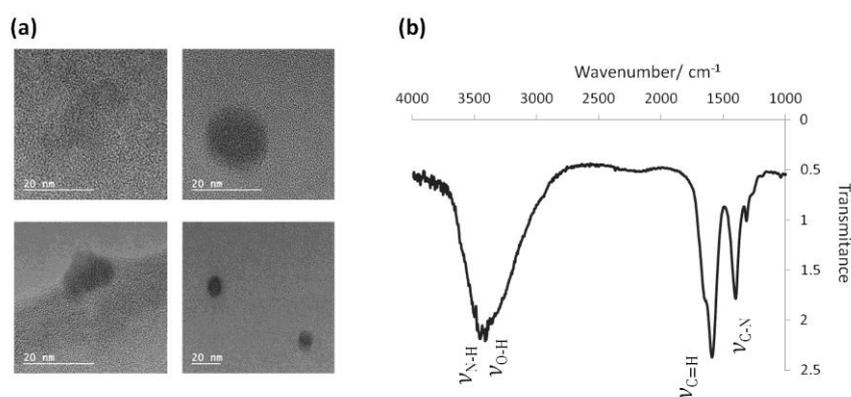 (a)
20 nm
20 nm
20 nm
20 nm
(b)
Wavenumber/ cm⁻¹
4000 3500 3000 2500 2000 1500 1000
0
0.5
1
1.5
2
2.5
Transmitance
νN-H
νO-H
νC=H
νC-N